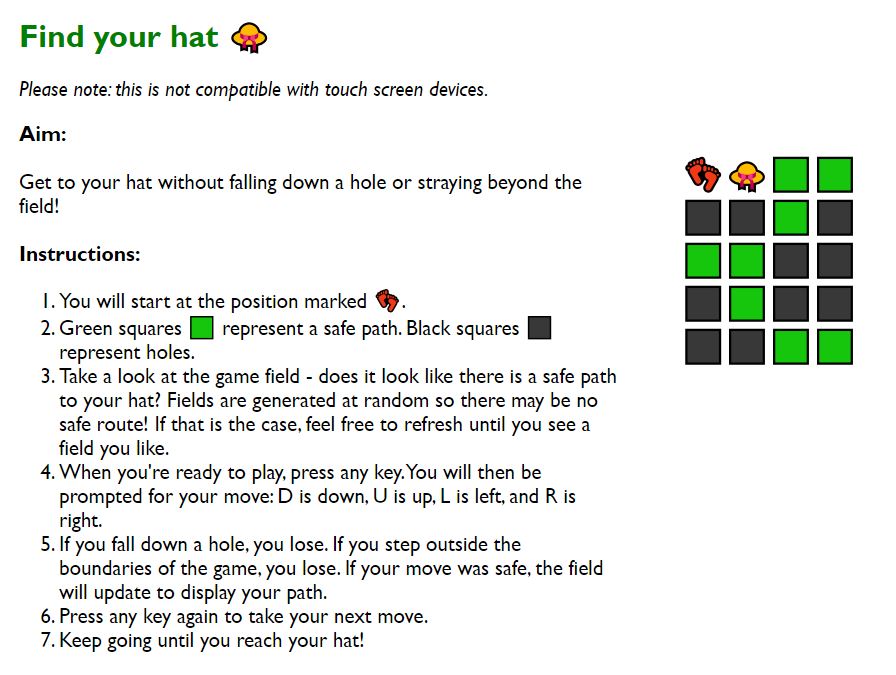 Find your hat
Please note: this is not compatible with touch screen devices.
Aim:
Get to your hat without falling down a hole or straying beyond the
field!
Instructions:
1. You will start at the position marked .
2. Green squares represent a safe path. Black squares
represent holes.
3. Take a look at the game field - does it look like there is a safe path
to your hat? Fields are generated at random so there may be no
safe route! If that is the case, feel free to refresh until you see a
field you like.
4. When you're ready to play, press any key. You will then be
prompted for your move: D is down, U is up, L is left, and R is
right.
5. If you fall down a hole, you lose. If you step outside the
boundaries of the game, you lose. If your move was safe, the field
will update to display your path.
6. Press any key again to take your next move.
7. Keep going until you reach your hat!